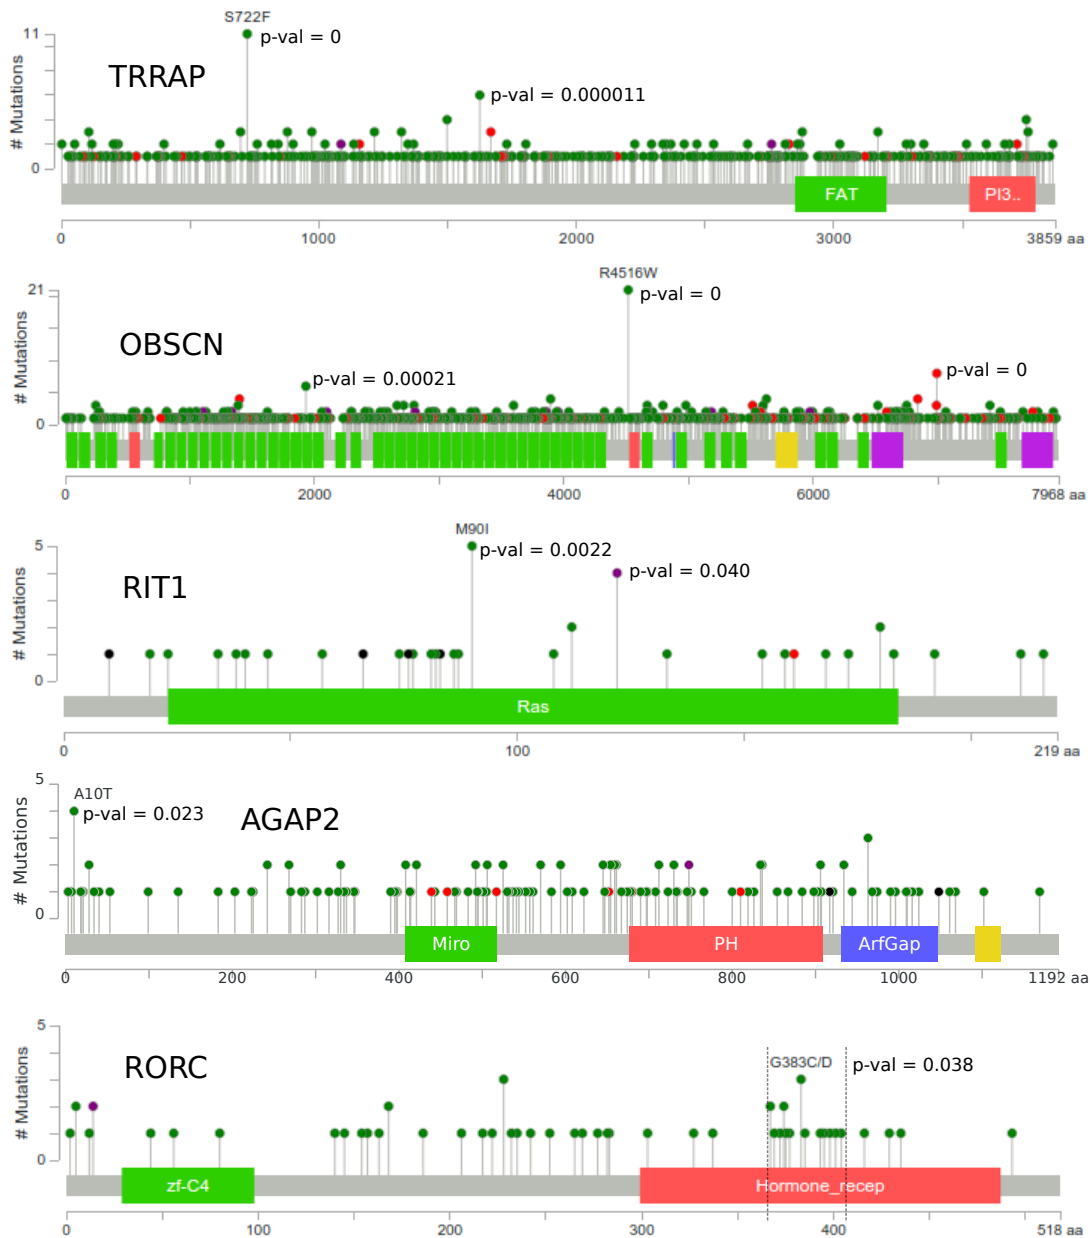 S722F
11
p-val = 0
TRRAP
p-val = 0.000011
# Mutations
0
FAT
PI3..
0 1000 2000 3000 3859 aa
R4516W
21
p-val = 0
OBSCN
p-val = 0.00021
p-val = 0
# Mutations
0
0 2000 4000 6000 7968 aa
M90I
5
p-val = 0.0022
p-val = 0.040
RIT1
# Mutations
0
Ras
0 100 219 aa
5
A10T
p-val = 0.023
AGAP2
# Mutations
0
Miro
PH
ArfGap
0 200 400 600 800 1000 1192 aa
5
RORC
G383C/D
p-val = 0.038
# Mutations
0
zf-C4
Hormone_recep
0 100 200 300 400 518 aa